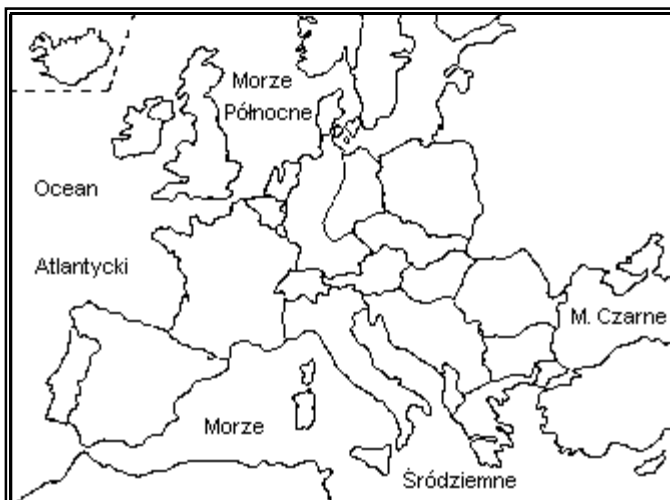 Morze
Północne
Ocean
Atlantycki
M. Czarne
Morze
Śródziemne